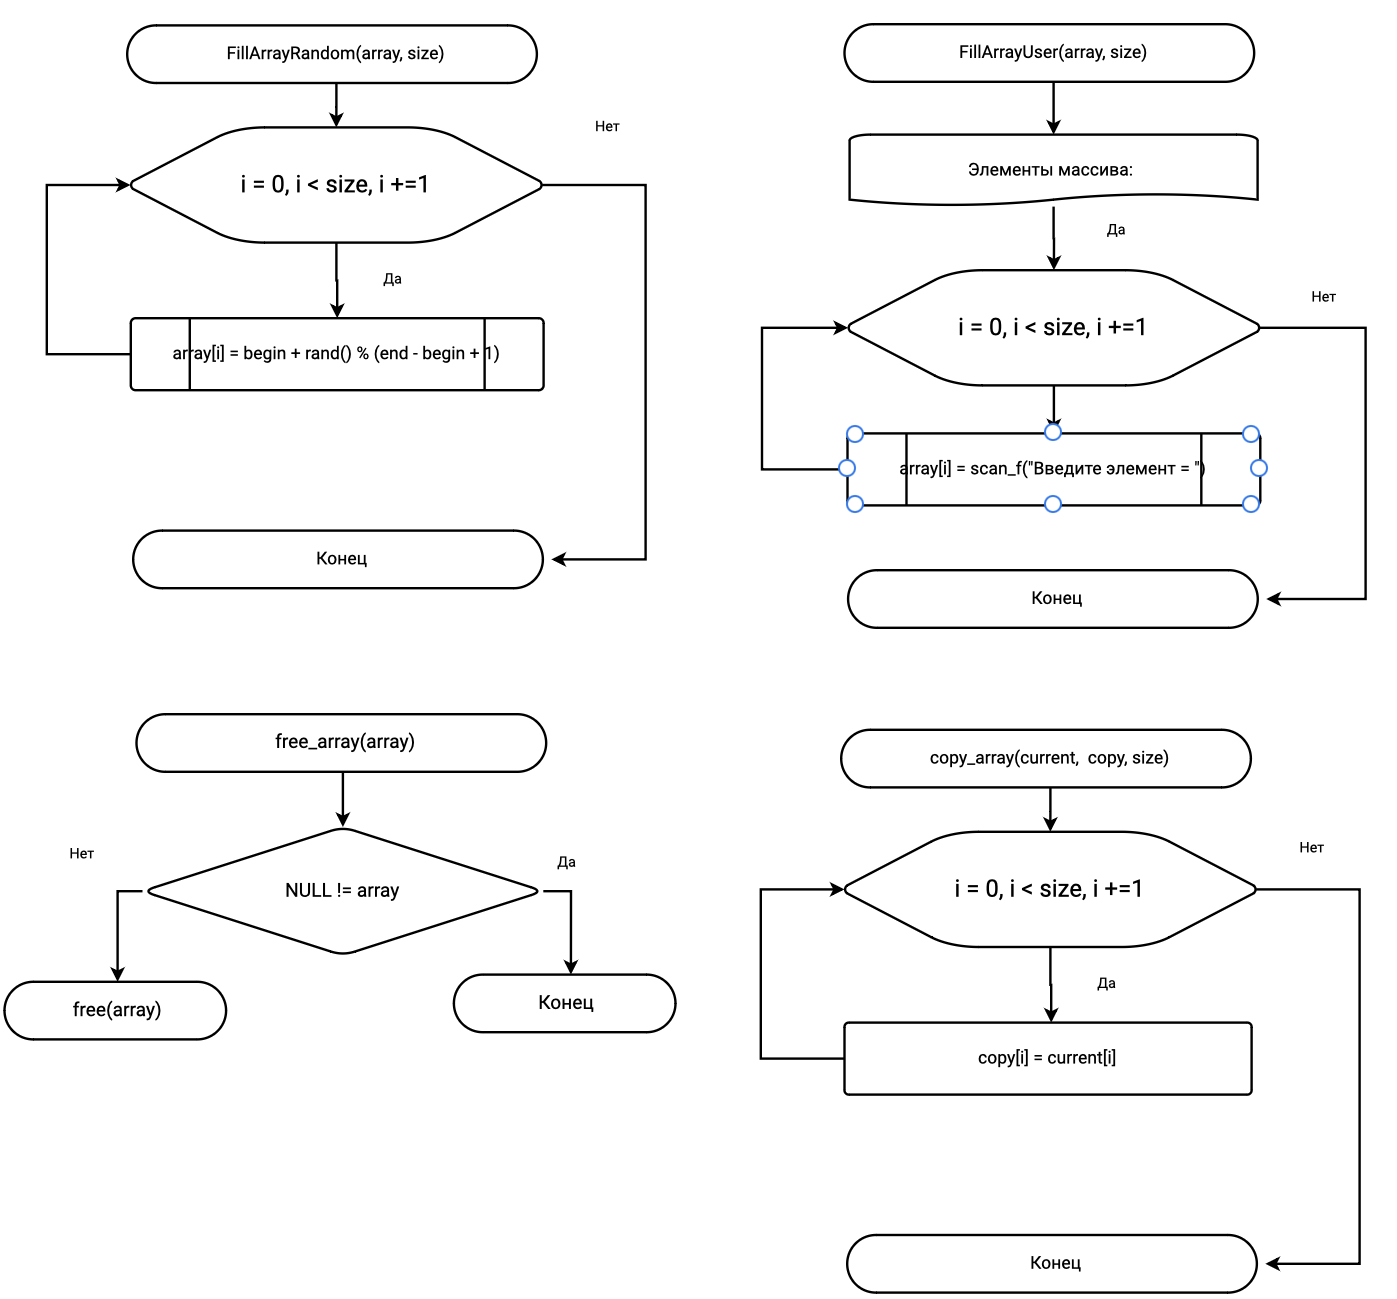 FillArrayRandom(array, size)
Нет
i = 0, i < size, i +=1
Да
array[i] = begin + rand() % (end - begin + 1)
Конец
FillArrayUser(array, size)
Элементы массива:
Да
Нет
i = 0, i < size, i +=1
array[i] = scan_f("Введите элемент = ")
Конец
free_array(array)
Нет
Да
NULL != array
free(array)
Конец
copy_array(current, copy, size)
Нет
i = 0, i < size, i +=1
Да
copy[i] = current[i]
Конец